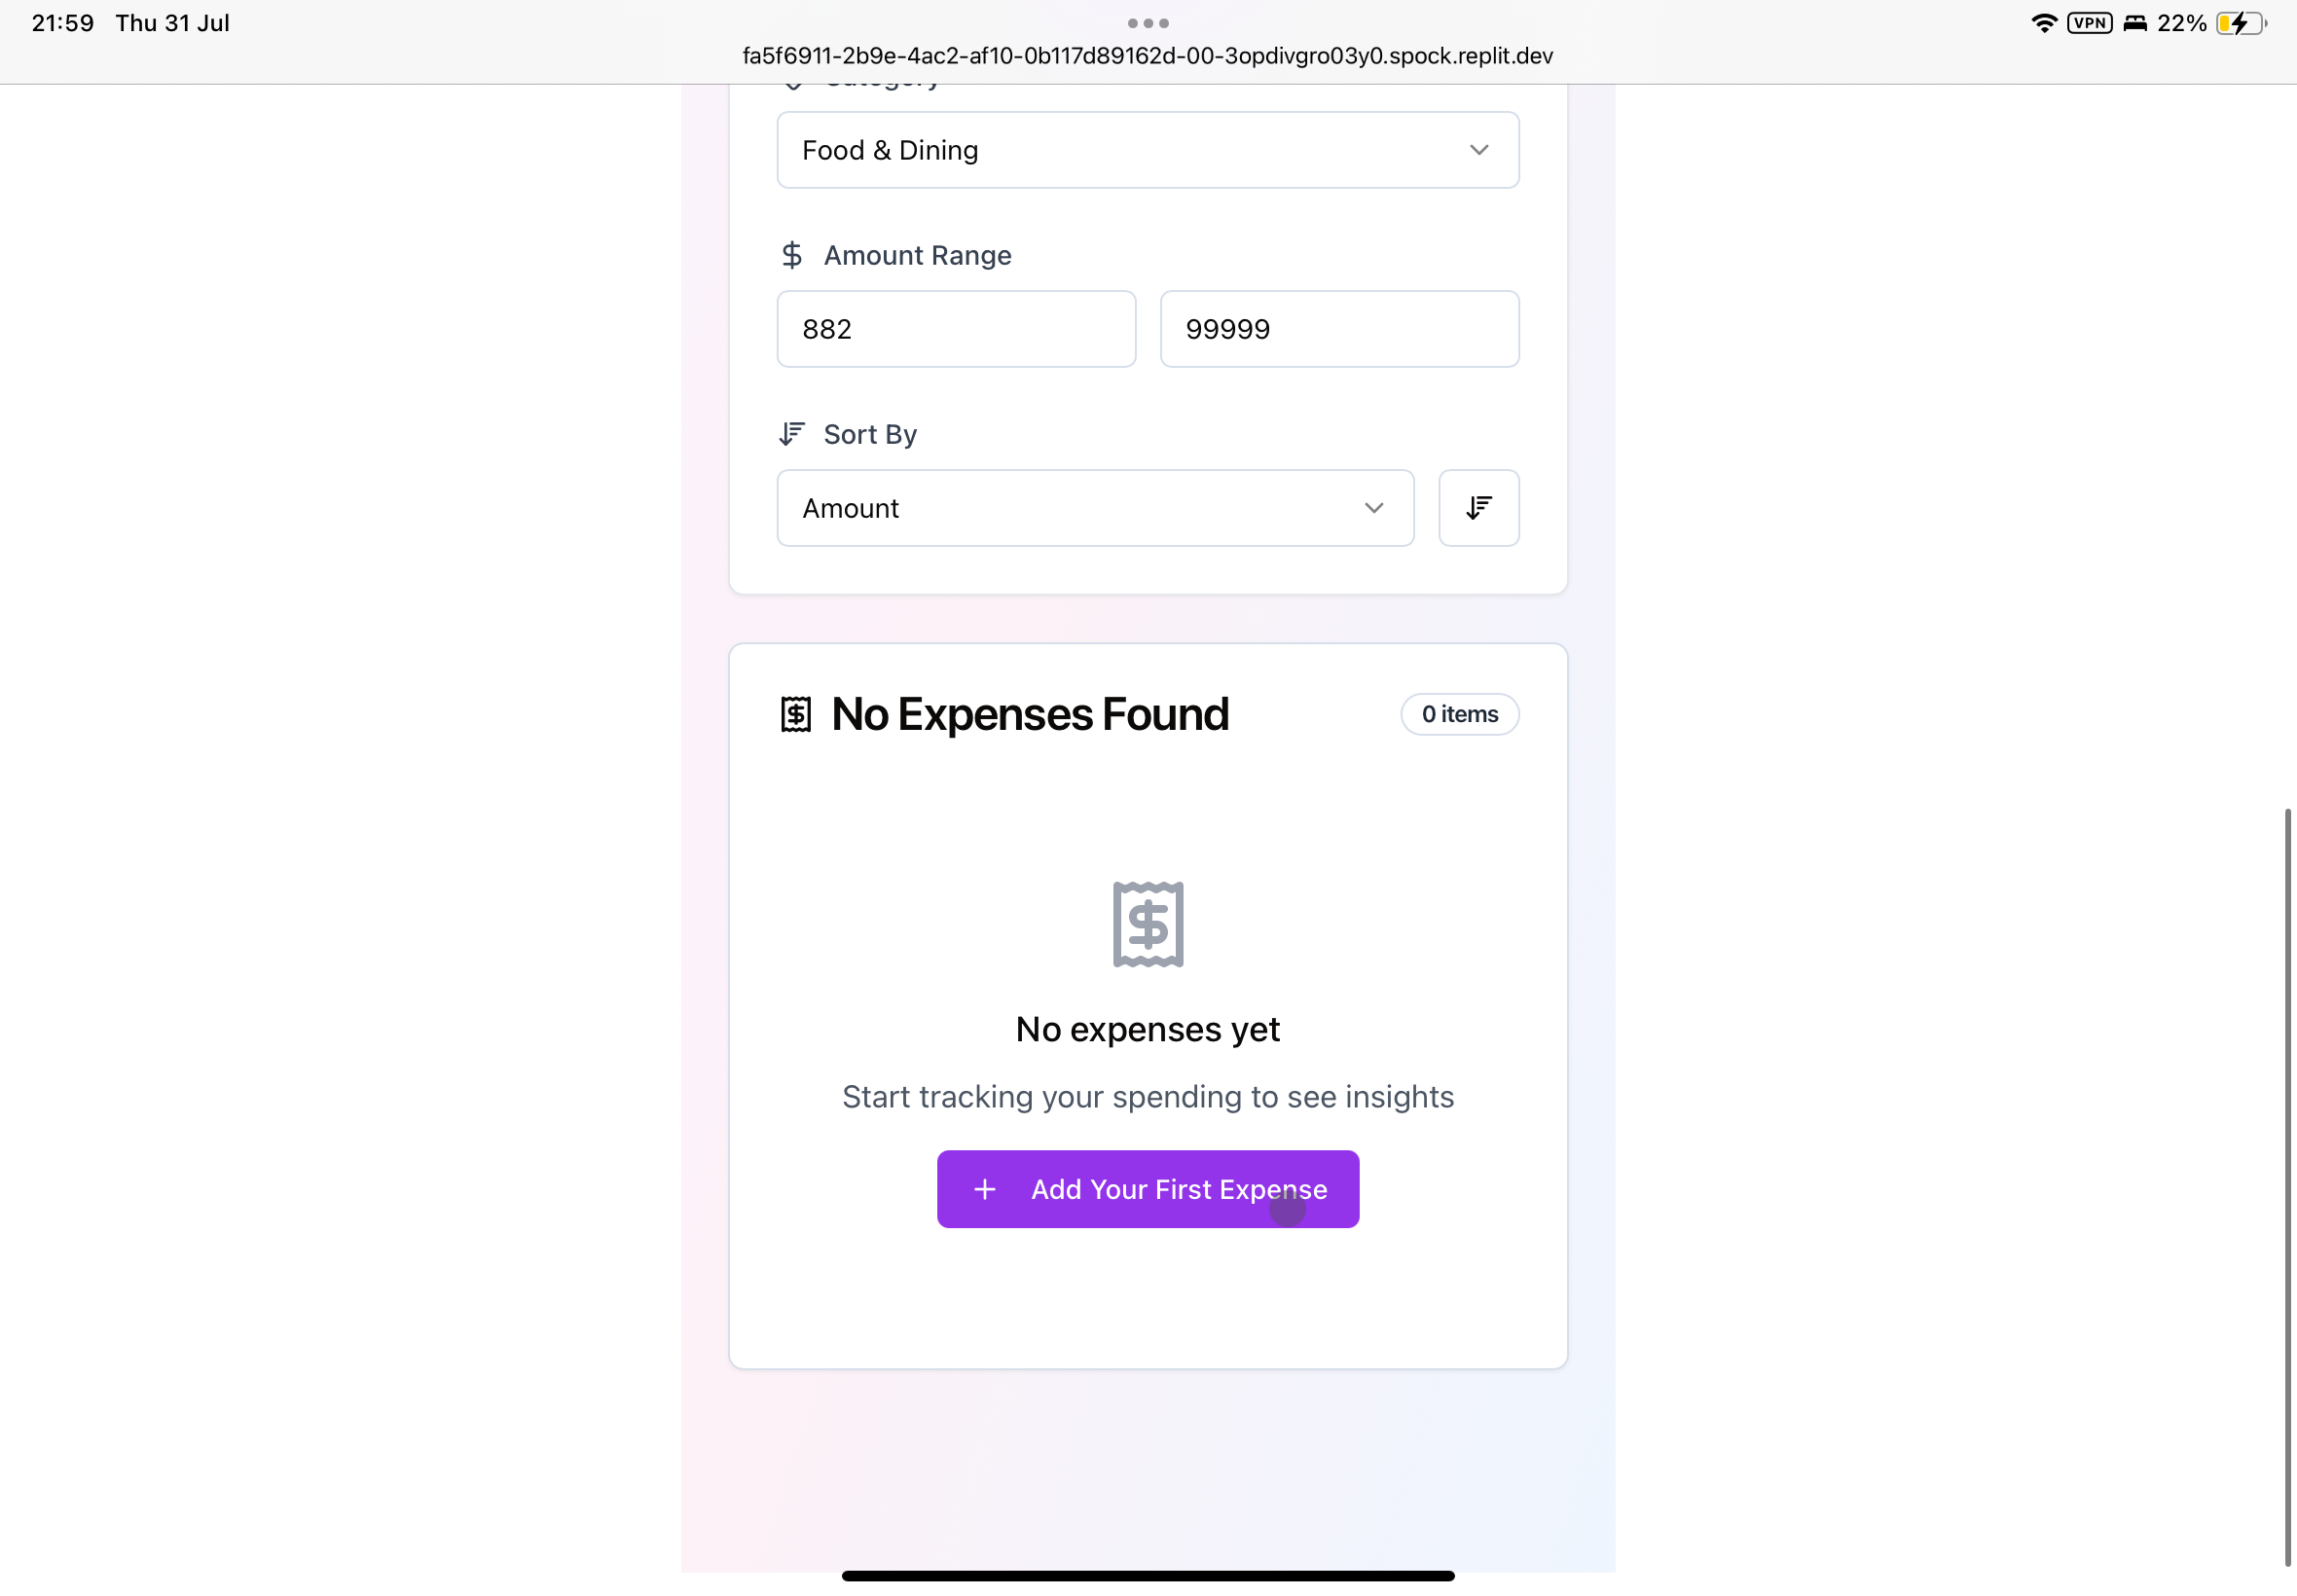 21:59 Thu 31 Jul
VPN 22%
fa5f6911-2b9e-4ac2-af10-0b117d89162d-00-3opdivgro03y0.spock.replit.dev
Category
Food & Dining
$ Amount Range
882 99999
Sort By
Amount
No Expenses Found 0 items
No expenses yet
Start tracking your spending to see insights
+ Add Your First Expense